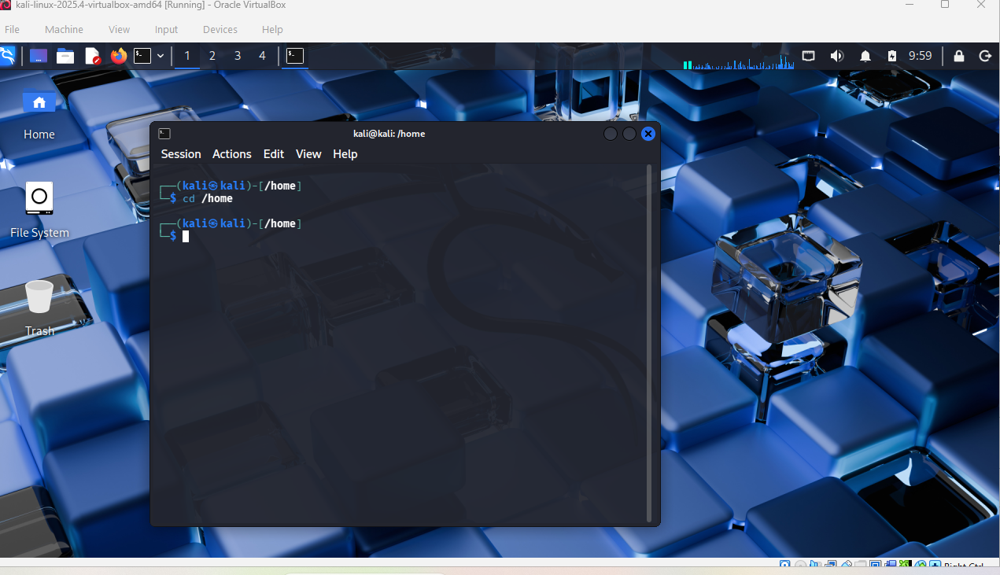 kali-linux-2025.4-virtualbox-amd64 [Running] - Oracle VirtualBox
File Machine View Input Devices Help
1 2 3 4 9:59
Home
File System
Trash
kali@kali: /home
Session Actions Edit View Help
┌──(kali㉿kali)-[/home]
└─$ cd /home
┌──(kali㉿kali)-[/home]
└─$
Right Ctrl